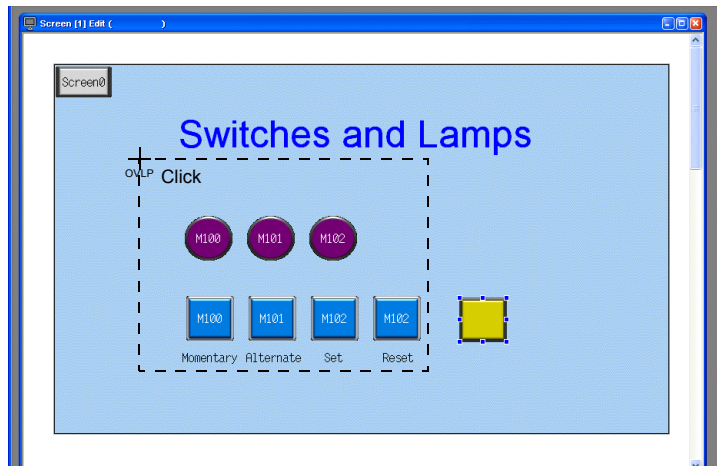 Screen [1] Edit ( )
Screen0
Switches and Lamps
OVLP
Click
M100 M101 M102
M100 M101 M102 M102
Momentary Alternate Set Reset